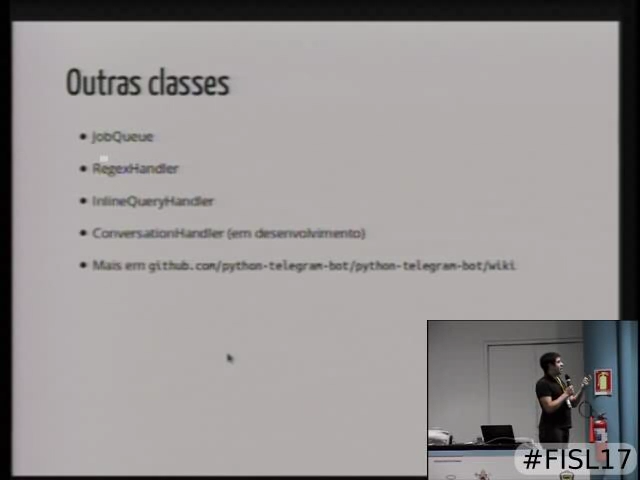 Outras classes
JobQueue
RegexHandler
InlineQueryHandler
ConversationHandler (em desenvolvimento)
Mais em github.com/python-telegram-bot/python-telegram-bot/wiki
#FISL17